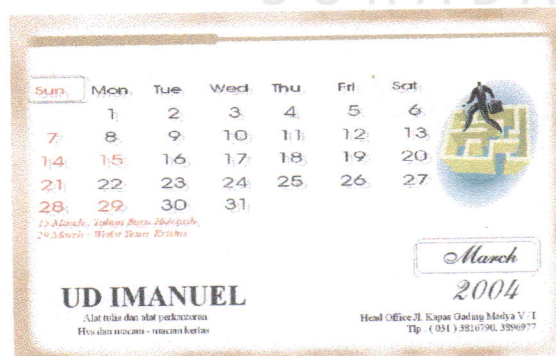 SURABA
Sun Mon Tue Wed Thu Fri Sat
1 2 3 4 5 6
7 8 9 10 11 12 13
14 15 16 17 18 19 20
21 22 23 24 25 26 27
28 29 30 31
15 March, Tahun Baru Hijriyah
29 March - Wafat Yesus Kristus
March
2004
UD IMANUEL
Alat tulis dan alat perkantoran
Hvs dan macam - macam kertas
Head Office Jl. Kapas Gading Madya V / 1
Tlp . ( 031 ) 3816790, 3896977